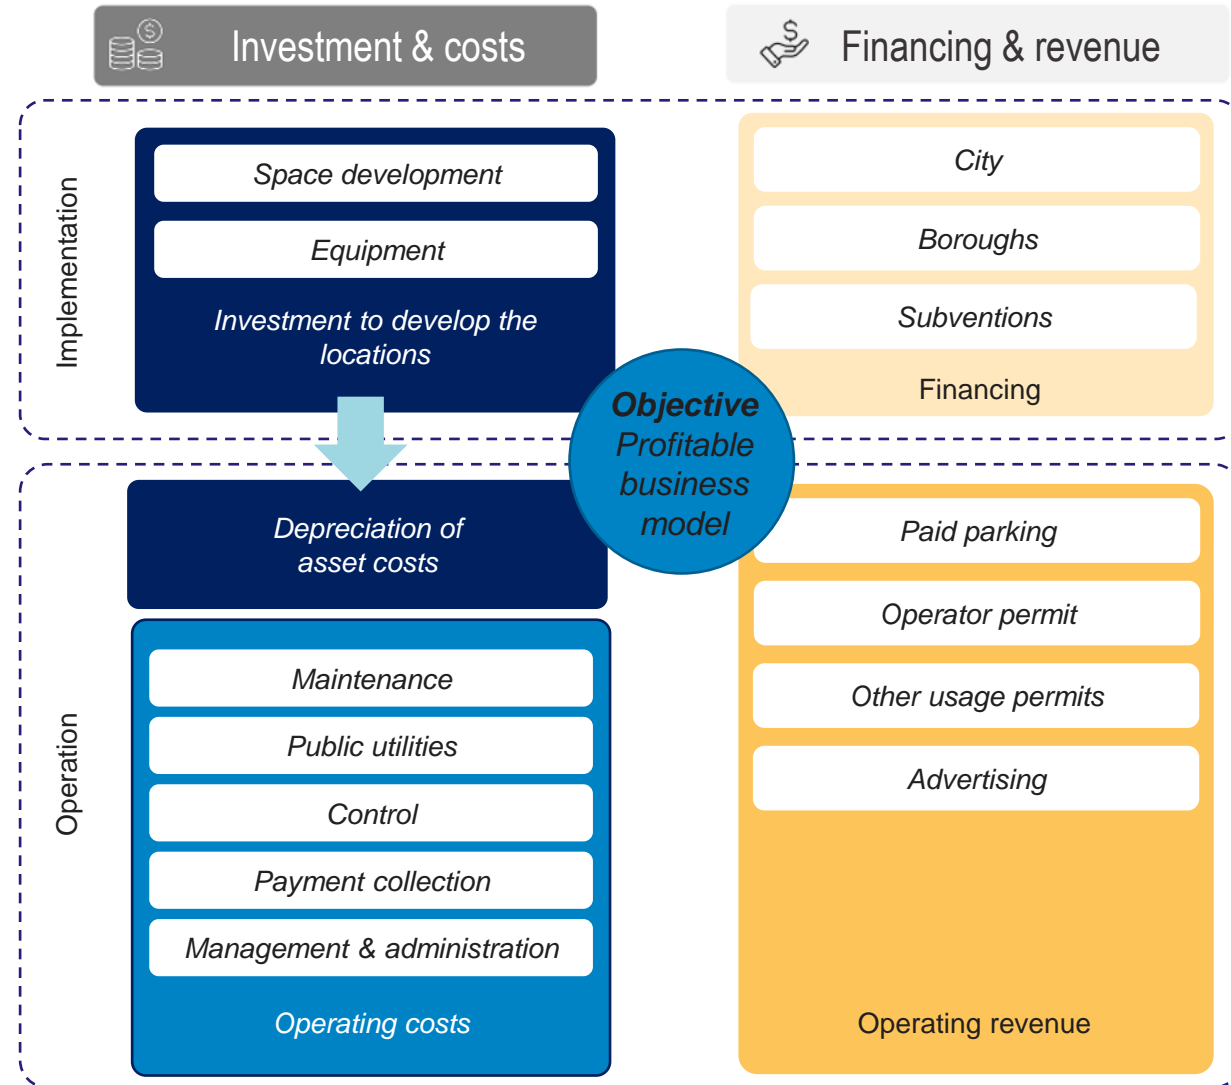 Investment & costs
Financing & revenue
Implementation
Space development
Equipment
Investment to develop the
locations
City
Boroughs
Subventions
Financing
Objective
Profitable
business
model
Operation
Depreciation of
asset costs
Maintenance
Public utilities
Control
Payment collection
Management & administration
Operating costs
Paid parking
Operator permit
Other usage permits
Advertising
Operating revenue